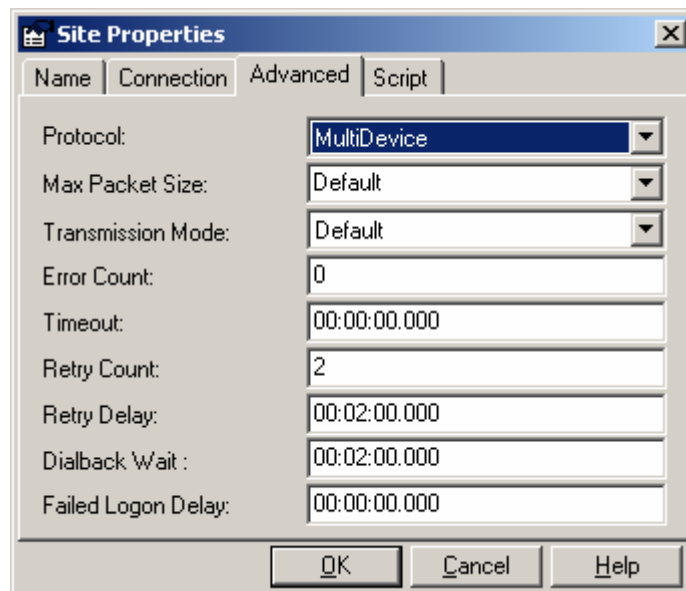 Site Properties
Name Connection Advanced Script
Protocol: MultiDevice
Max Packet Size: Default
Transmission Mode: Default
Error Count: 0
Timeout: 00:00:00.000
Retry Count: 2
Retry Delay: 00:02:00.000
Dialback Wait : 00:02:00.000
Failed Logon Delay: 00:00:00.000
OK Cancel Help